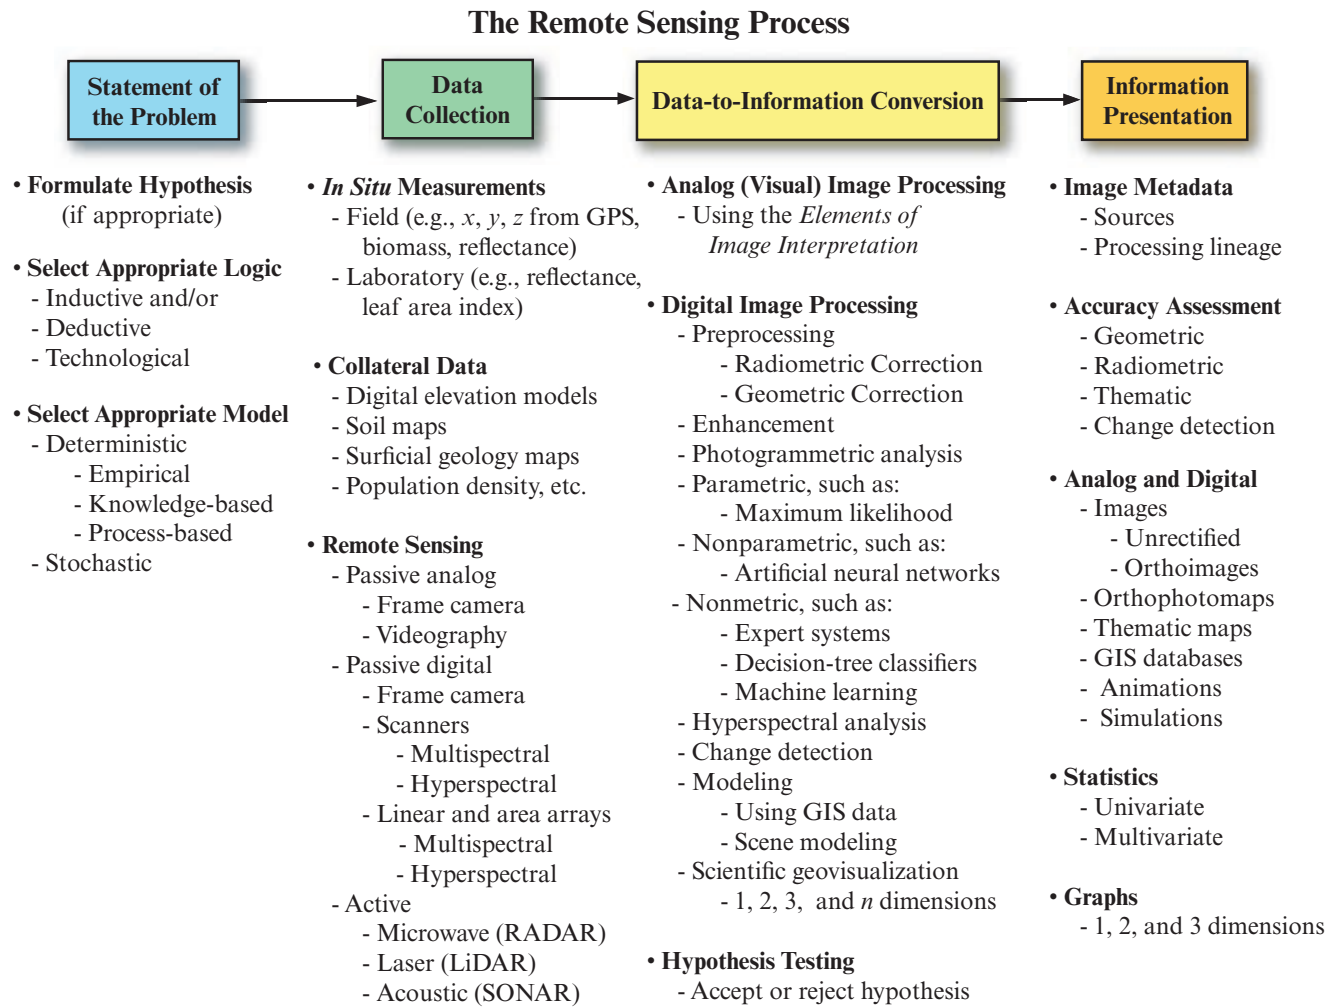 The Remote Sensing Process
Statement of
the Problem
Data
Collection
Data-to-Information Conversion
Information
Presentation
• Formulate Hypothesis
(if appropriate)
• Select Appropriate Logic
- Inductive and/or
- Deductive
- Technological
• Select Appropriate Model
- Deterministic
- Empirical
- Knowledge-based
- Process-based
- Stochastic
• In Situ Measurements
- Field (e.g., x, y, z from GPS,
biomass, reflectance)
- Laboratory (e.g., reflectance,
leaf area index)
• Collateral Data
- Digital elevation models
- Soil maps
- Surficial geology maps
- Population density, etc.
• Remote Sensing
- Passive analog
- Frame camera
- Videography
- Passive digital
- Frame camera
- Scanners
- Multispectral
- Hyperspectral
- Linear and area arrays
- Multispectral
- Hyperspectral
- Active
- Microwave (RADAR)
- Laser (LiDAR)
- Acoustic (SONAR)
• Analog (Visual) Image Processing
- Using the Elements of
Image Interpretation
• Digital Image Processing
- Preprocessing
- Radiometric Correction
- Geometric Correction
- Enhancement
- Photogrammetric analysis
- Parametric, such as:
- Maximum likelihood
- Nonparametric, such as:
- Artificial neural networks
- Nonmetric, such as:
- Expert systems
- Decision-tree classifiers
- Machine learning
- Hyperspectral analysis
- Change detection
- Modeling
- Using GIS data
- Scene modeling
- Scientific geovisualization
- 1, 2, 3, and n dimensions
• Hypothesis Testing
- Accept or reject hypothesis
• Image Metadata
- Sources
- Processing lineage
• Accuracy Assessment
- Geometric
- Radiometric
- Thematic
- Change detection
• Analog and Digital
- Images
- Unrectified
- Orthoimages
- Orthophotomaps
- Thematic maps
- GIS databases
- Animations
- Simulations
• Statistics
- Univariate
- Multivariate
• Graphs
- 1, 2, and 3 dimensions